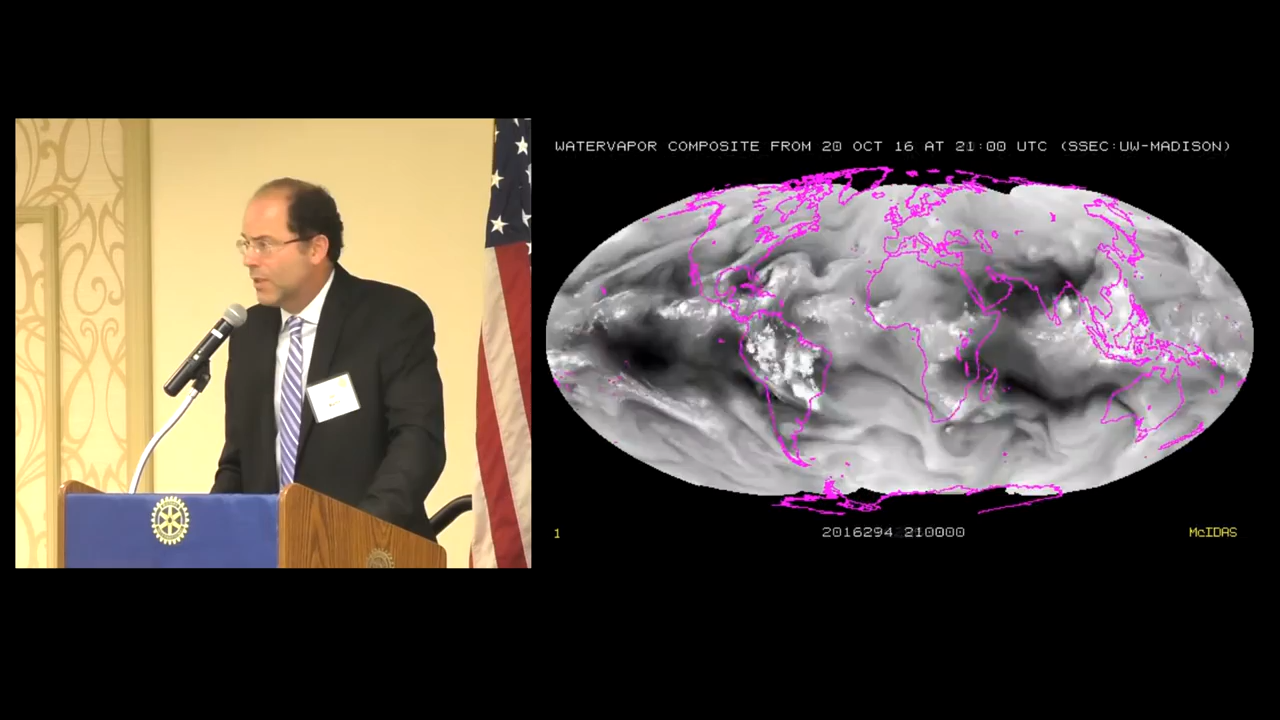 WATERVAPOR COMPOSITE FROM 20 OCT 16 AT 21:00 UTC (SSEC:UW-MADISON)
1
2016294 210000
McIDAS